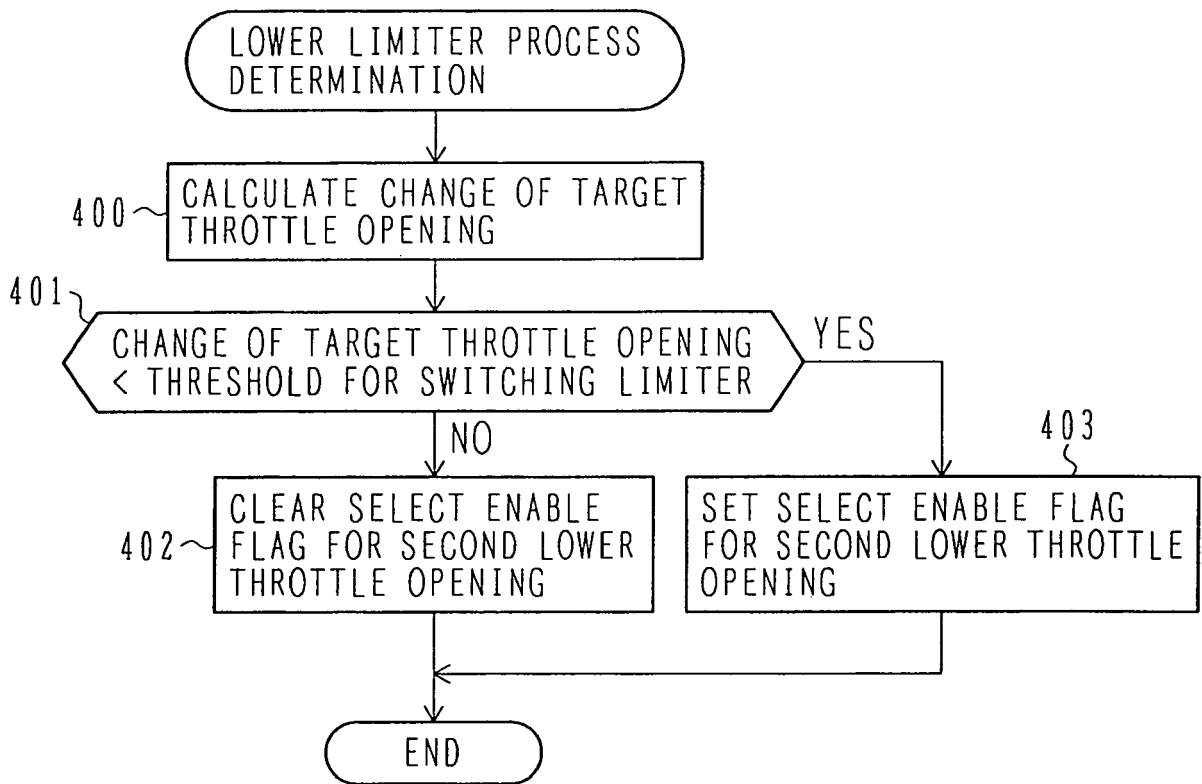 LOWER LIMITER PROCESS
DETERMINATION
400
CALCULATE CHANGE OF TARGET
THROTTLE OPENING
401
CHANGE OF TARGET THROTTLE OPENING
< THRESHOLD FOR SWITCHING LIMITER
YES
NO
402
CLEAR SELECT ENABLE
FLAG FOR SECOND LOWER
THROTTLE OPENING
403
SET SELECT ENABLE FLAG
FOR SECOND LOWER THROTTLE
OPENING
END